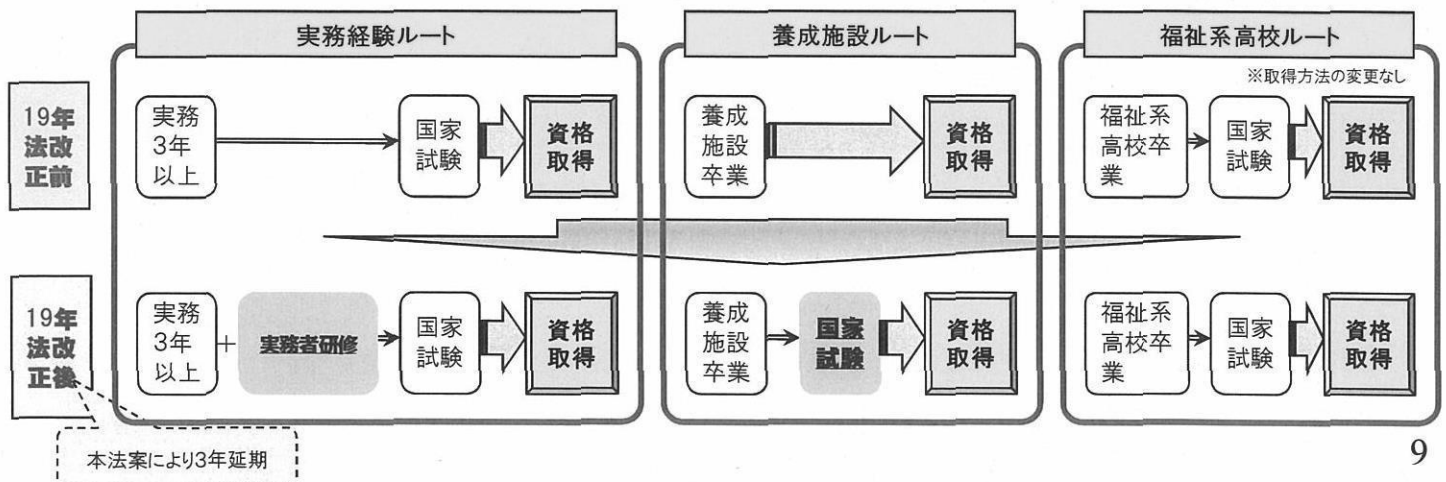 実務経験ルート
養成施設ルート
福祉系高校ルート
※取得方法の変更なし
19年
法改
正前
実務
3年
以上
国家
試験
資格
取得
養成
施設
卒業
資格
取得
福祉系
高校卒
業
国家
試験
資格
取得
19年
法改
正後
実務
3年
以上
+
実務者研修
国家
試験
資格
取得
養成
施設
卒業
国家
試験
資格
取得
福祉系
高校卒
業
国家
試験
資格
取得
本法案により3年延期
9